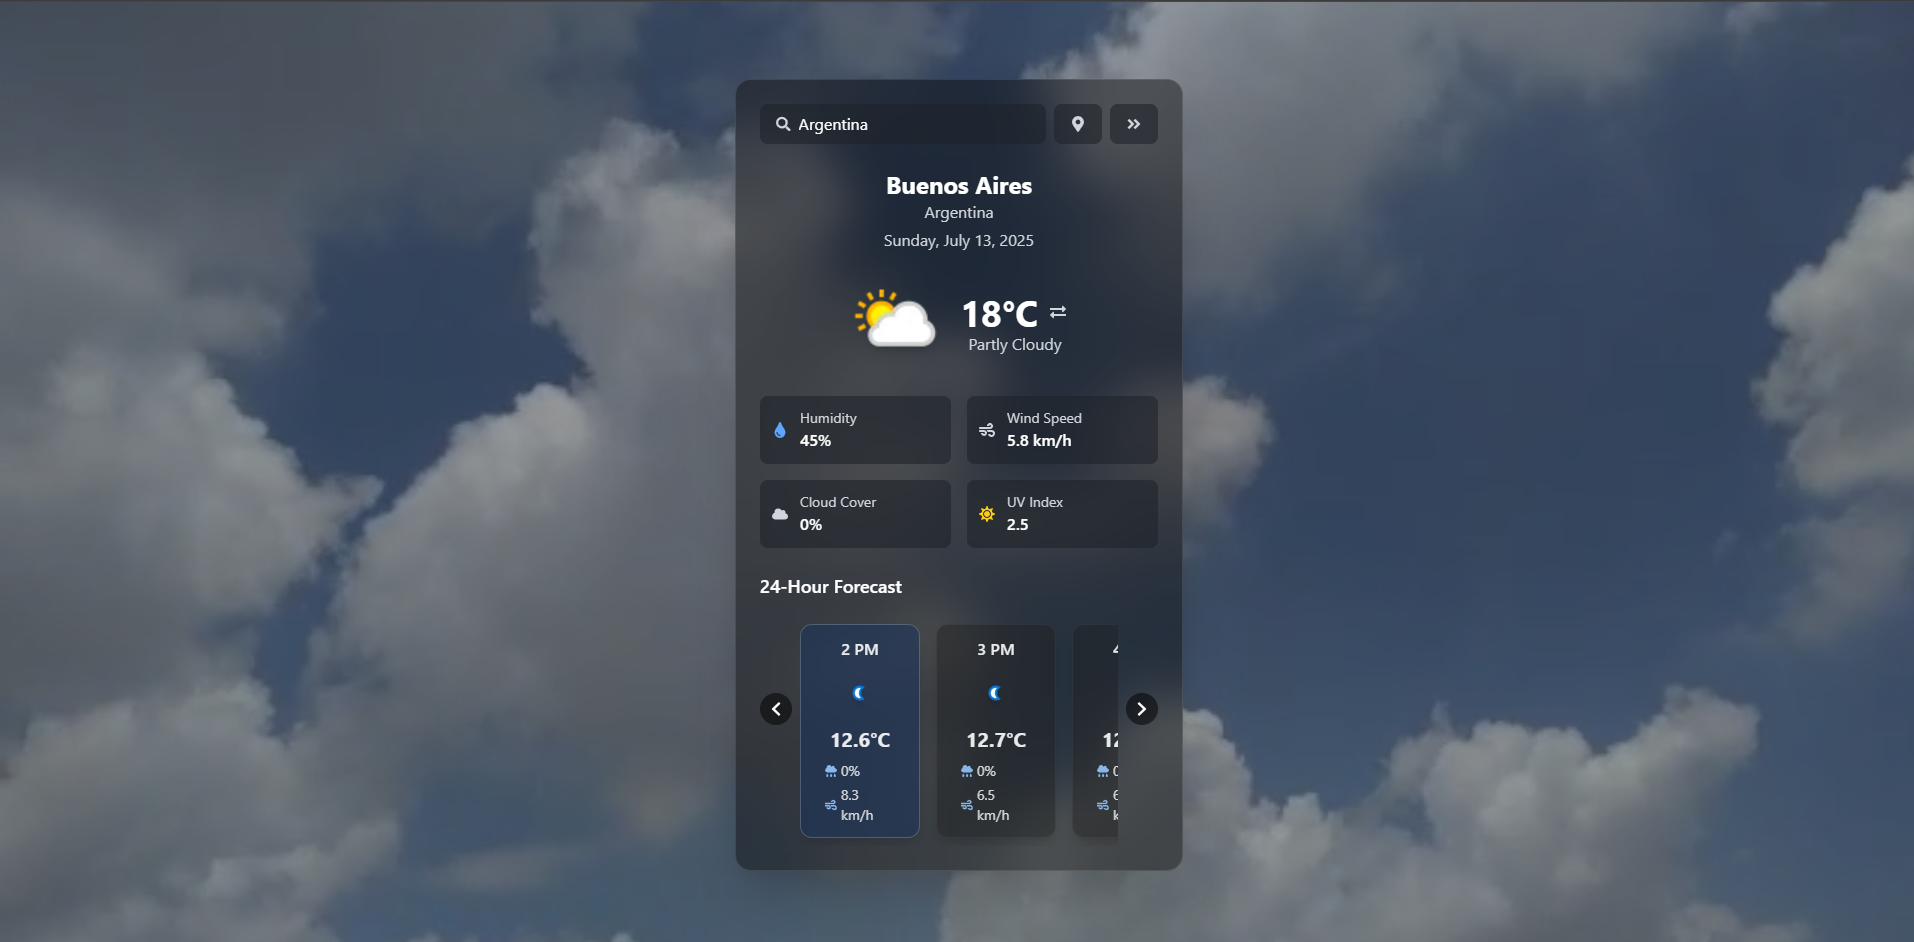 Argentina
Buenos Aires
Argentina
Sunday, July 13, 2025
18°C
Partly Cloudy
Humidity
45%
Wind Speed
5.8 km/h
Cloud Cover
0%
UV Index
2.5
24-Hour Forecast
2 PM
12.6°C
0%
8.3
km/h
3 PM
12.7°C
0%
6.5
km/h
12